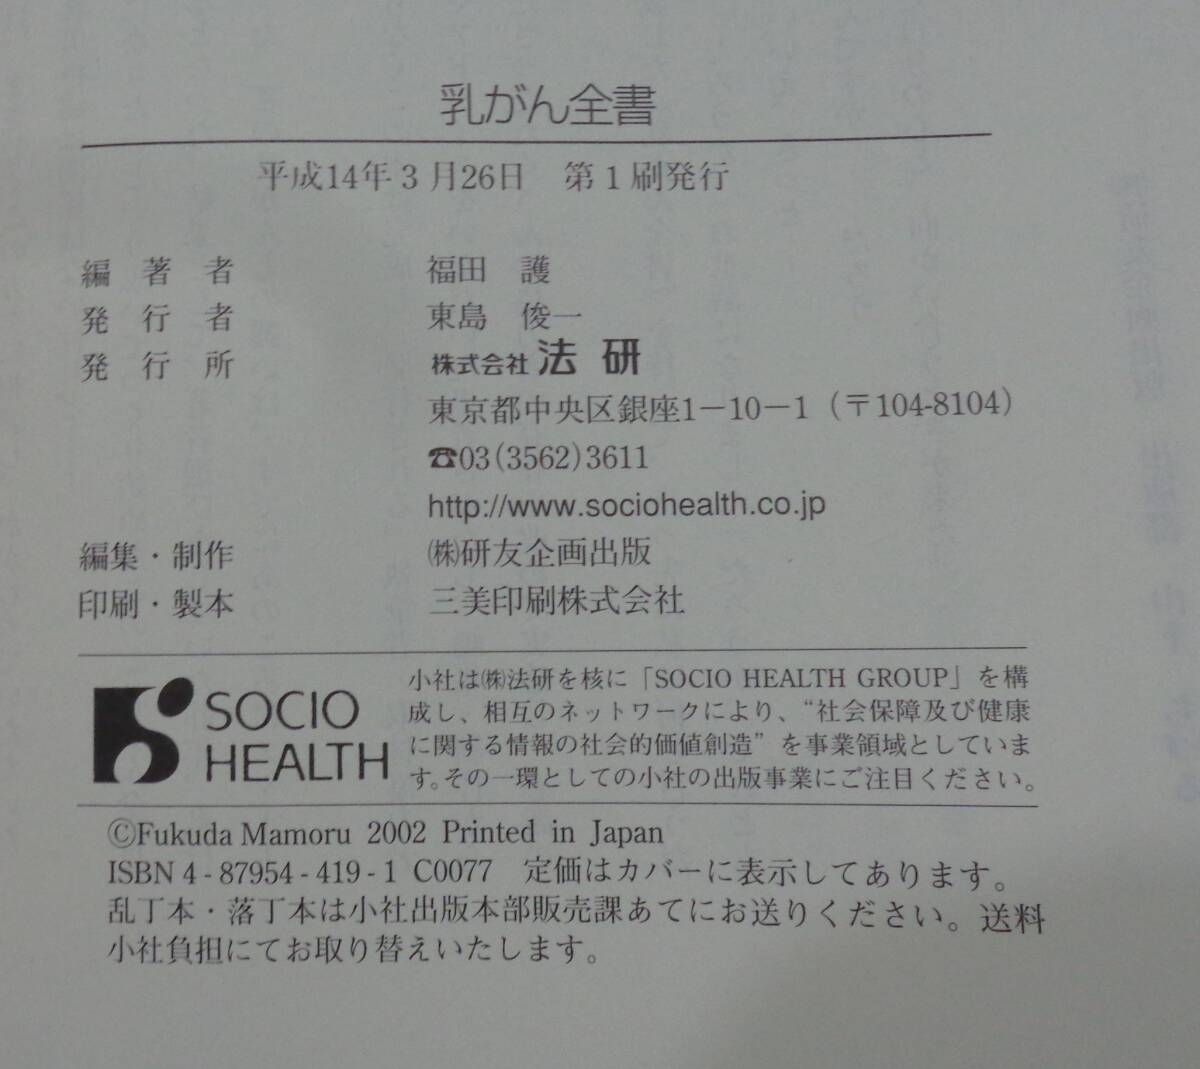 乳がん全書
平成14年3月26日　第1刷発行
編著者　福田　護
発行者　東島　俊一
発行所　株式会社 法研
東京都中央区銀座1－10－1（〒104-8104）
☎03(3562)3611
http://www.sociohealth.co.jp
編集・制作　㈱研友企画出版
印刷・製本　三美印刷株式会社
SOCIO
HEALTH
小社は㈱法研を核に「SOCIO HEALTH GROUP」を構
成し、相互のネットワークにより、“社会保障及び健康
に関する情報の社会的価値創造”を事業領域としていま
す。その一環としての小社の出版事業にご注目ください。
©Fukuda Mamoru 2002 Printed in Japan
ISBN 4-87954-419-1 C0077　定価はカバーに表示してあります。
乱丁本・落丁本は小社出版本部販売課あてにお送りください。送料
小社負担にてお取り替えいたします。